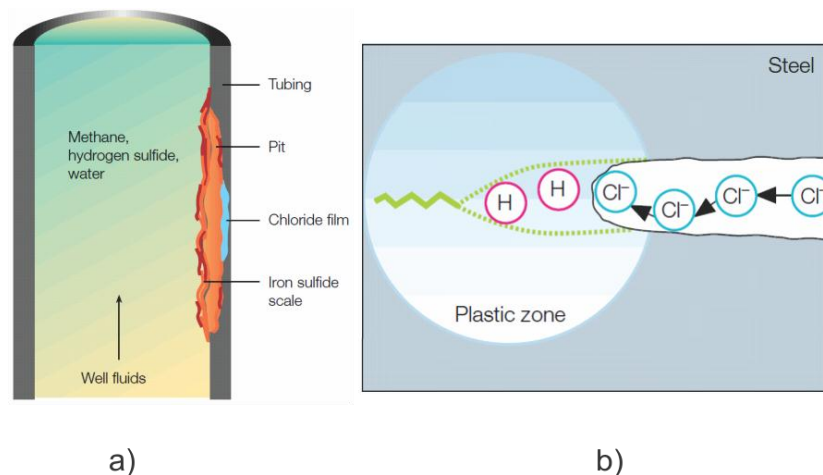 Tubing
Methane,
hydrogen sulfide,
water
Pit
Chloride film
Iron sulfide
scale
Well fluids
a)
Steel
H
H
Cl⁻
Cl⁻
Cl⁻
Cl⁻
Plastic zone
b)